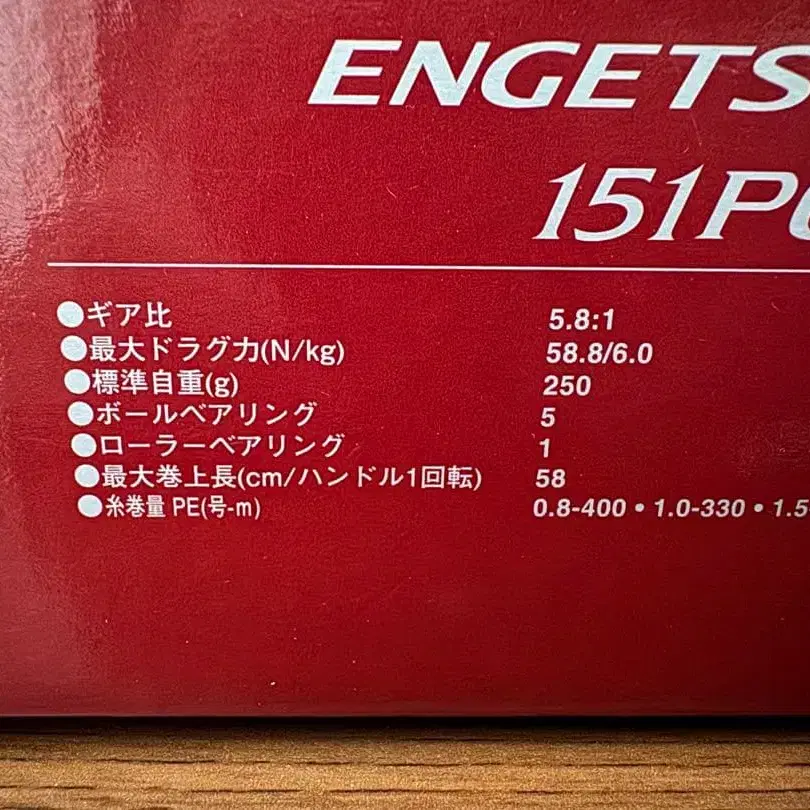 ENGETS
151P
●ギア比 5.8:1
●最大ドラグ力(N/kg) 58.8/6.0
●標準自重(g) 250
●ボールベアリング 5
●ローラーベアリング 1
●最大巻上長(cm/ハンドル1回転) 58
●糸巻量 PE(号-m) 0.8-400・1.0-330・1.5